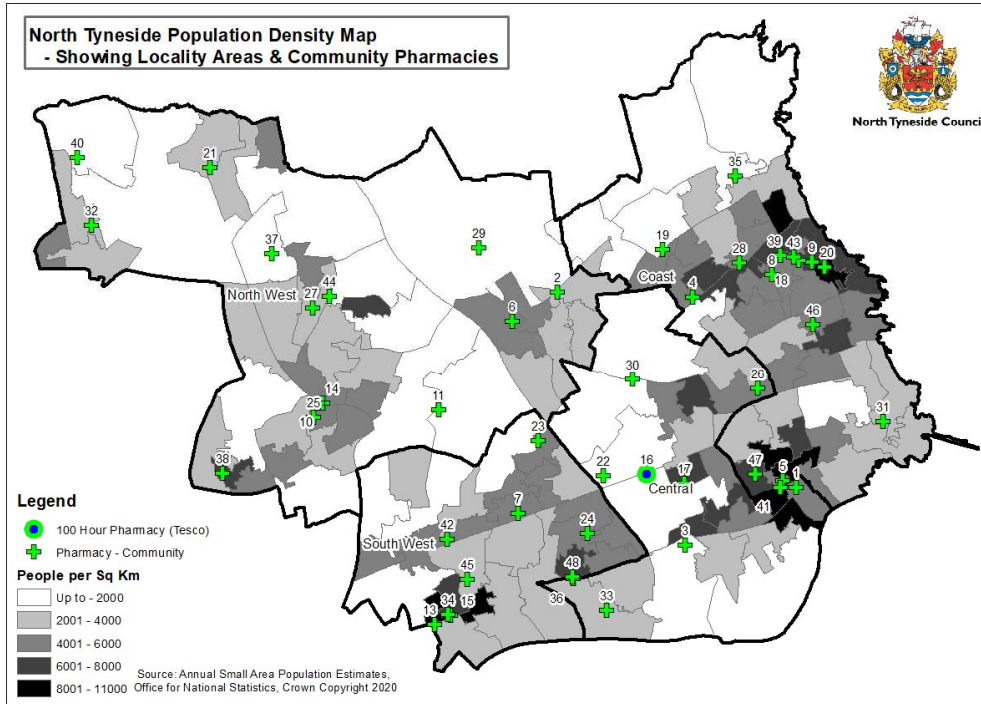 North Tyneside Population Density Map
- Showing Locality Areas & Community Pharmacies
North Tyneside Council
40
21
35
32
37
29
19
28
39
43
9
20
8
18
Coast
4
2
44
North West
27
6
46
30
26
14
25
10
11
31
23
38
22
16
17
Central
47
5
1
41
7
24
42
South West
3
45
48
36
33
34
15
13
Legend
100 Hour Pharmacy (Tesco)
Pharmacy - Community
People per Sq Km
Up to - 2000
2001 - 4000
4001 - 6000
6001 - 8000
8001 - 11000
Source: Annual Small Area Population Estimates,
Office for National Statistics, Crown Copyright 2020